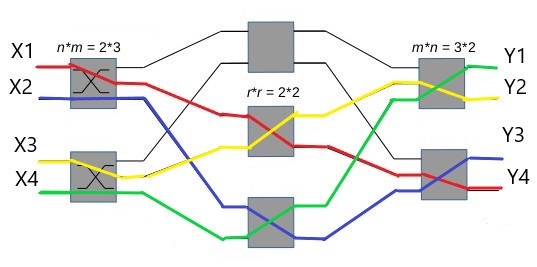 X1
n*m = 2*3
m*n = 3*2
Y1
X2
r*r = 2*2
Y2
X3
Y3
X4
Y4